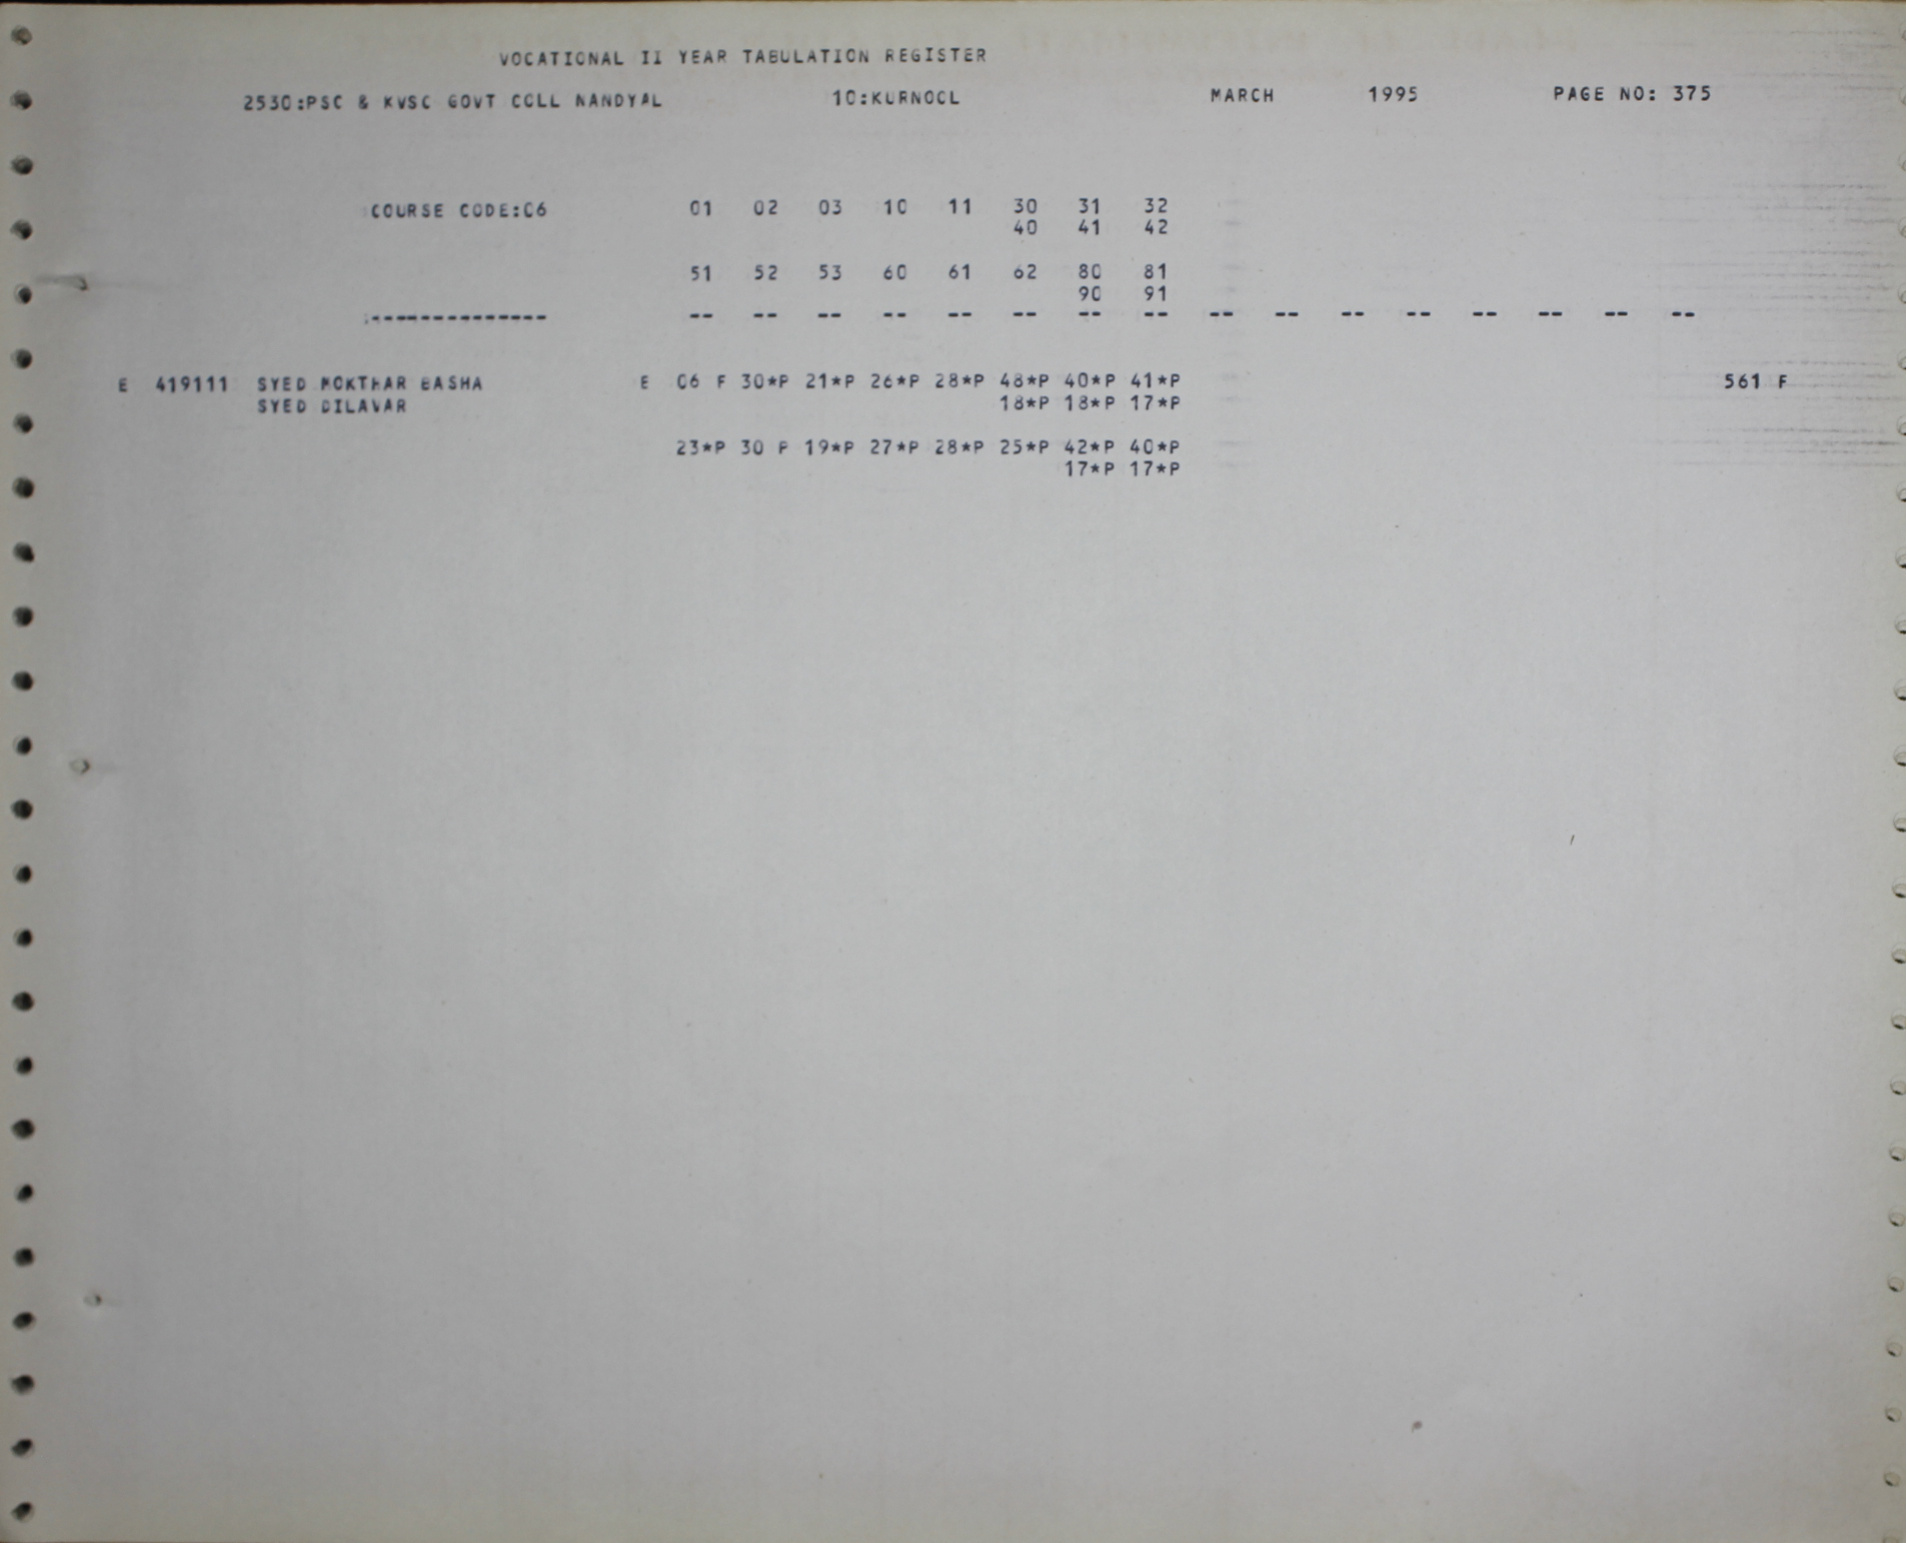 VOCATIONAL II YEAR TABULATION REGISTER
2530:PSC & KVSC GOVT COLL NANDYAL 10:KURNOOL MARCH 1995 PAGE NO: 375
COURSE CODE:C6 01 02 03 10 11 30 31 32
40 41 42
51 52 53 60 61 62 80 81
90 91
--------------- -- -- -- -- -- -- -- -- -- -- -- -- -- -- -- --
E 419111 SYED MOKTHAR BASHA E 06 F 30*P 21*P 26*P 28*P 48*P 40*P 41*P 561 F
SYED DILAVAR 18*P 18*P 17*P
23*P 30 P 19*P 27*P 28*P 25*P 42*P 40*P
17*P 17*P